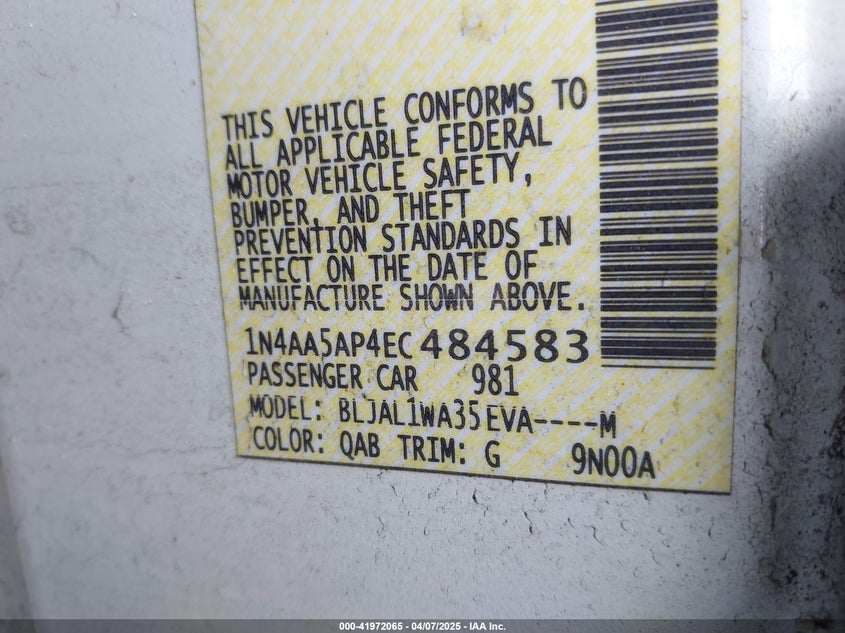 THIS VEHICLE CONFORMS TO
ALL APPLICABLE FEDERAL
MOTOR VEHICLE SAFETY,
BUMPER, AND THEFT
PREVENTION STANDARDS IN
EFFECT ON THE DATE OF
MANUFACTURE SHOWN ABOVE.
1N4AA5AP4EC484583
PASSENGER CAR 981
MODEL: BLJAL1WA35EVA----M
COLOR: QAB TRIM: G 9N00A
000-41972065 - 04/07/2025 - IAA Inc.